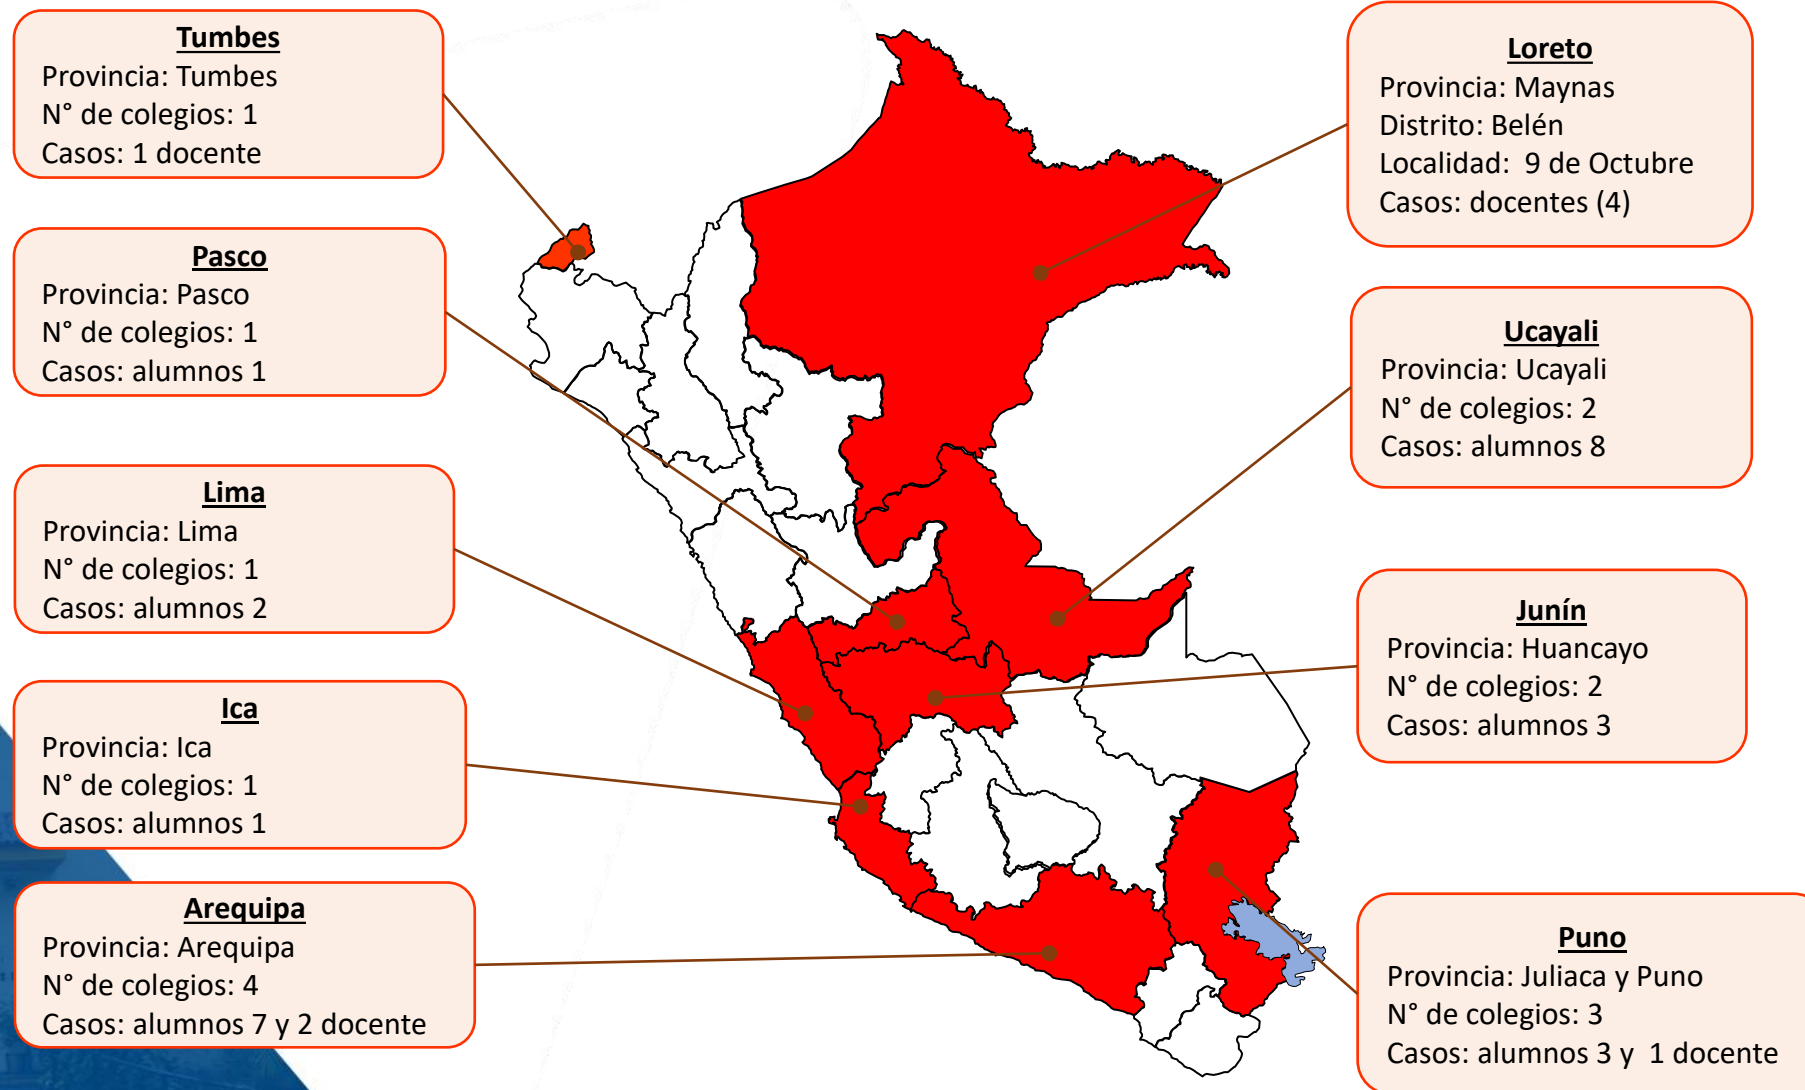 Tumbes
Provincia: Tumbes
N° de colegios: 1
Casos: 1 docente
Pasco
Provincia: Pasco
N° de colegios: 1
Casos: alumnos 1
Lima
Provincia: Lima
N° de colegios: 1
Casos: alumnos 2
Ica
Provincia: Ica
N° de colegios: 1
Casos: alumnos 1
Arequipa
Provincia: Arequipa
N° de colegios: 4
Casos: alumnos 7 y 2 docente
Loreto
Provincia: Maynas
Distrito: Belén
Localidad: 9 de Octubre
Casos: docentes (4)
Ucayali
Provincia: Ucayali
N° de colegios: 2
Casos: alumnos 8
Junín
Provincia: Huancayo
N° de colegios: 2
Casos: alumnos 3
Puno
Provincia: Juliaca y Puno
N° de colegios: 3
Casos: alumnos 3 y 1 docente